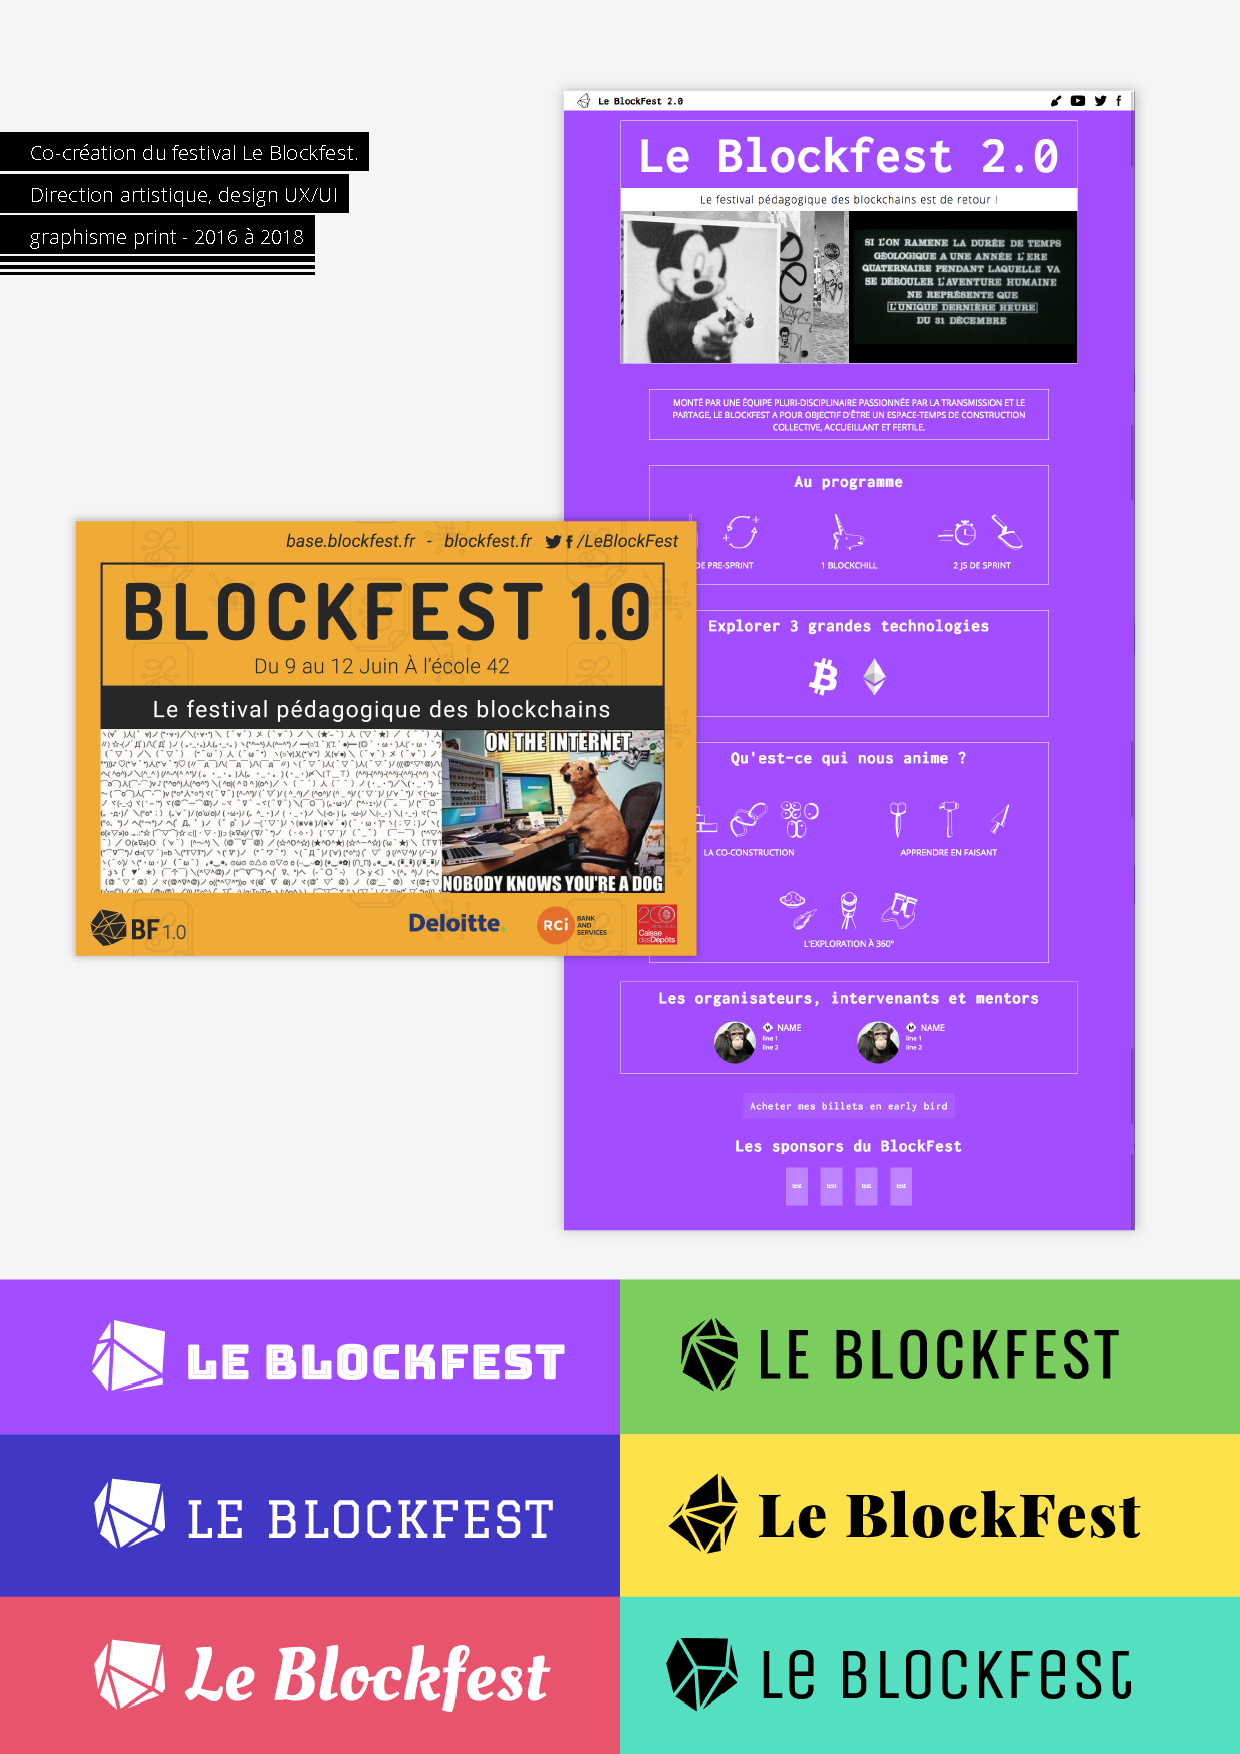 Co-création du festival Le Blockfest.
Direction artistique, design UX/UI
graphisme print - 2016 à 2018
Le BlockFest 2.0
Le Blockfest 2.0
Le festival pédagogique des blockchains est de retour !
SI L'ON RAMENE LA DURÉE DE TEMPS
GÉOLOGIQUE A UNE ANNÉE L'ERE
QUATERNAIRE PENDANT LAQUELLE VA
SE DÉROULER L'AVENTURE HUMAINE
NE REPRÉSENTE QUE
L'UNIQUE DERNIÈRE HEURE
DU 31 DÉCEMBRE
MONTÉ PAR UNE ÉQUIPE PLURI-DISCIPLINAIRE PASSIONNÉE PAR LA TRANSMISSION ET LE
PARTAGE, LE BLOCKFEST A POUR OBJECTIF D'ÊTRE UN ESPACE-TEMPS DE CONSTRUCTION
COLLECTIVE, ACCUEILLANT ET FERTILE.
Au programme
DE PRE-SPRINT
1 BLOCKCHILL
2 JS DE SPRINT
Explorer 3 grandes technologies
Qu'est-ce qui nous anime ?
LA CO-CONSTRUCTION
APPRENDRE EN FAISANT
L'EXPLORATION À 360°
Les organisateurs, intervenants et mentors
M NAME
line 1
line 2
M NAME
line 1
line 2
Acheter mes billets en early bird
Les sponsors du BlockFest
test test test test
base.blockfest.fr - blockfest.fr /LeBlockFest
BLOCKFEST 1.0
Du 9 au 12 Juin À l'école 42
Le festival pédagogique des blockchains
ON THE INTERNET
NOBODY KNOWS YOU'RE A DOG
BF 1.0
Deloitte.
RCi BANK
AND
SERVICES
200
Caisse
des Dépôts
LE BLOCKFEST
LE BLOCKFEST
LE BLOCKFEST
Le BlockFest
Le Blockfest
Le BLOCKFest